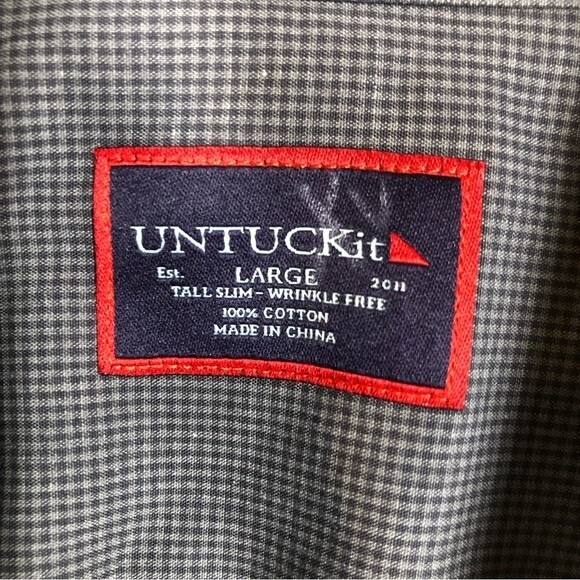 UNTUCKit
Est. LARGE 2011
TALL SLIM - WRINKLE FREE
100% COTTON
MADE IN CHINA